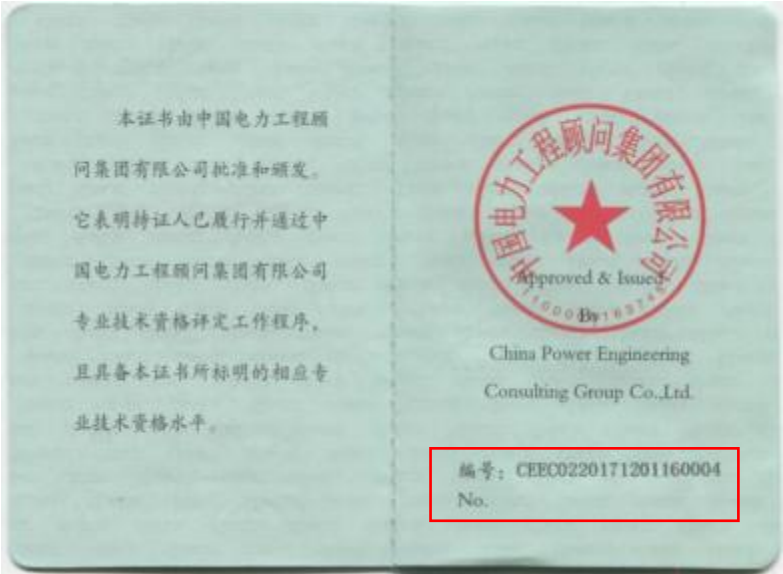 本证书由中国电力工程顾
问集团有限公司批准和颁发。
它表明持证人已履行并通过中
国电力工程顾问集团有限公司
专业技术资格评定工作程序，
且具备本证书所标明的相应专
业技术资格水平。
中国电力工程顾问集团有限公司
Approved & Issued
By
China Power Engineering
Consulting Group Co.,Ltd.
编号：CEEC0220171201160004
No.